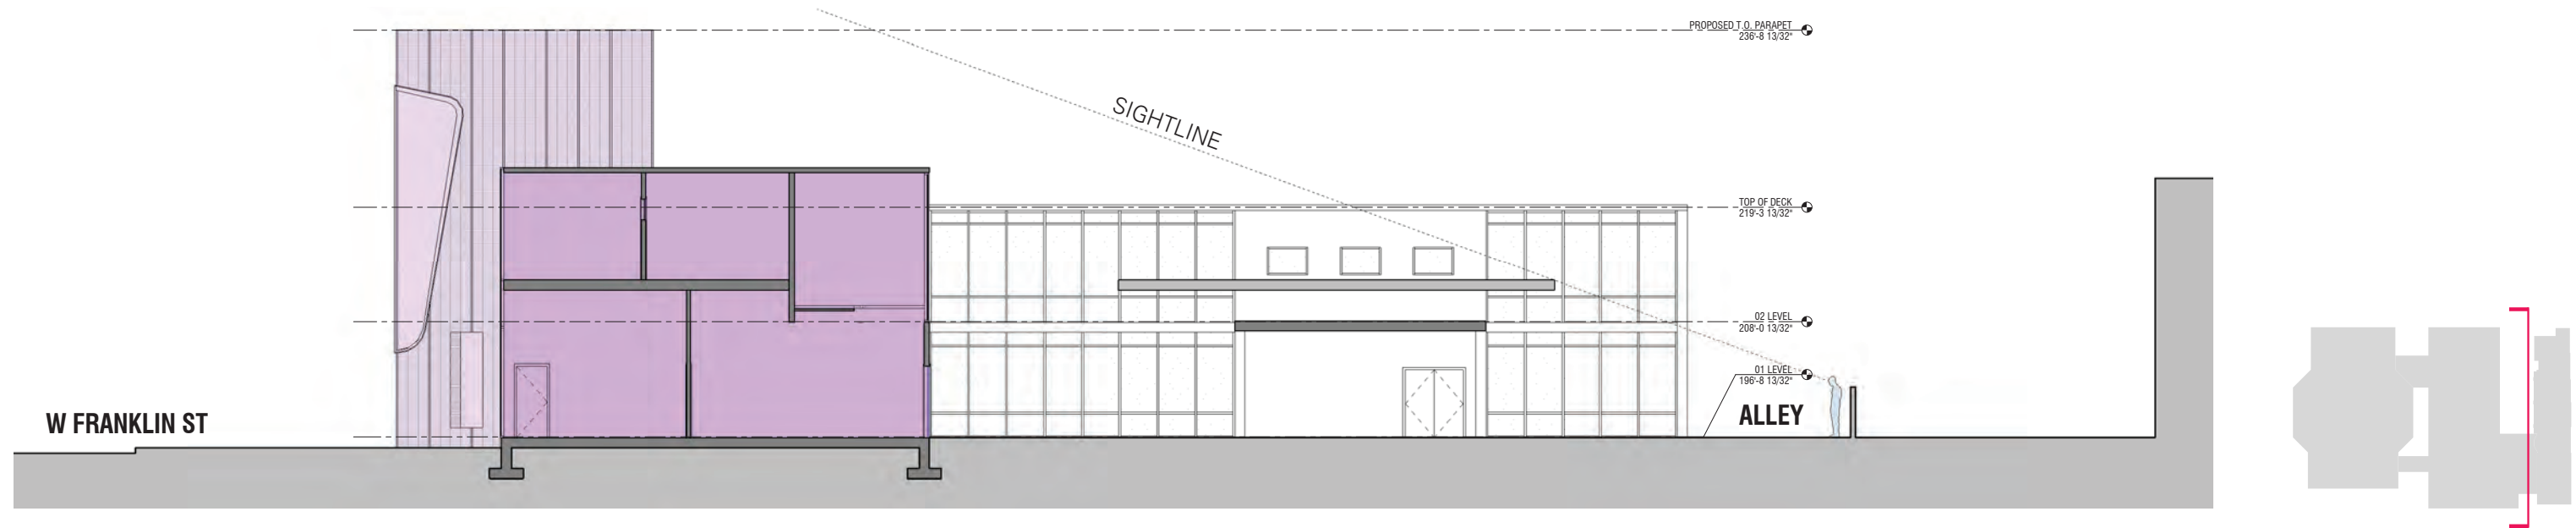 PROPOSED T.O. PARAPET
236'-8 13/32"
SIGHTLINE
TOP OF DECK
219'-3 13/32"
02 LEVEL
208'-0 13/32"
01 LEVEL
196'-8 13/32"
W FRANKLIN ST
ALLEY